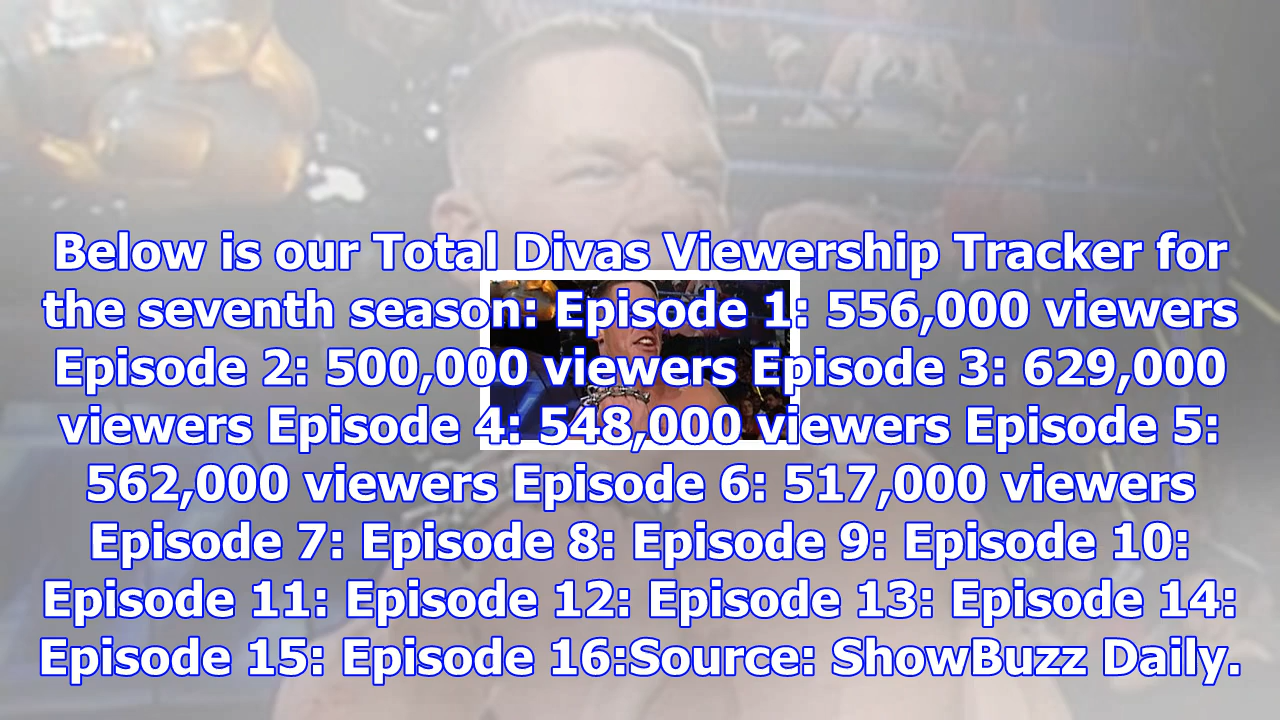 Below is our Total Divas Viewership Tracker for
the seventh season: Episode 1: 556,000 viewers
Episode 2: 500,000 viewers Episode 3: 629,000
viewers Episode 4: 548,000 viewers Episode 5:
562,000 viewers Episode 6: 517,000 viewers
Episode 7: Episode 8: Episode 9: Episode 10:
Episode 11: Episode 12: Episode 13: Episode 14:
Episode 15: Episode 16:Source: ShowBuzz Daily.